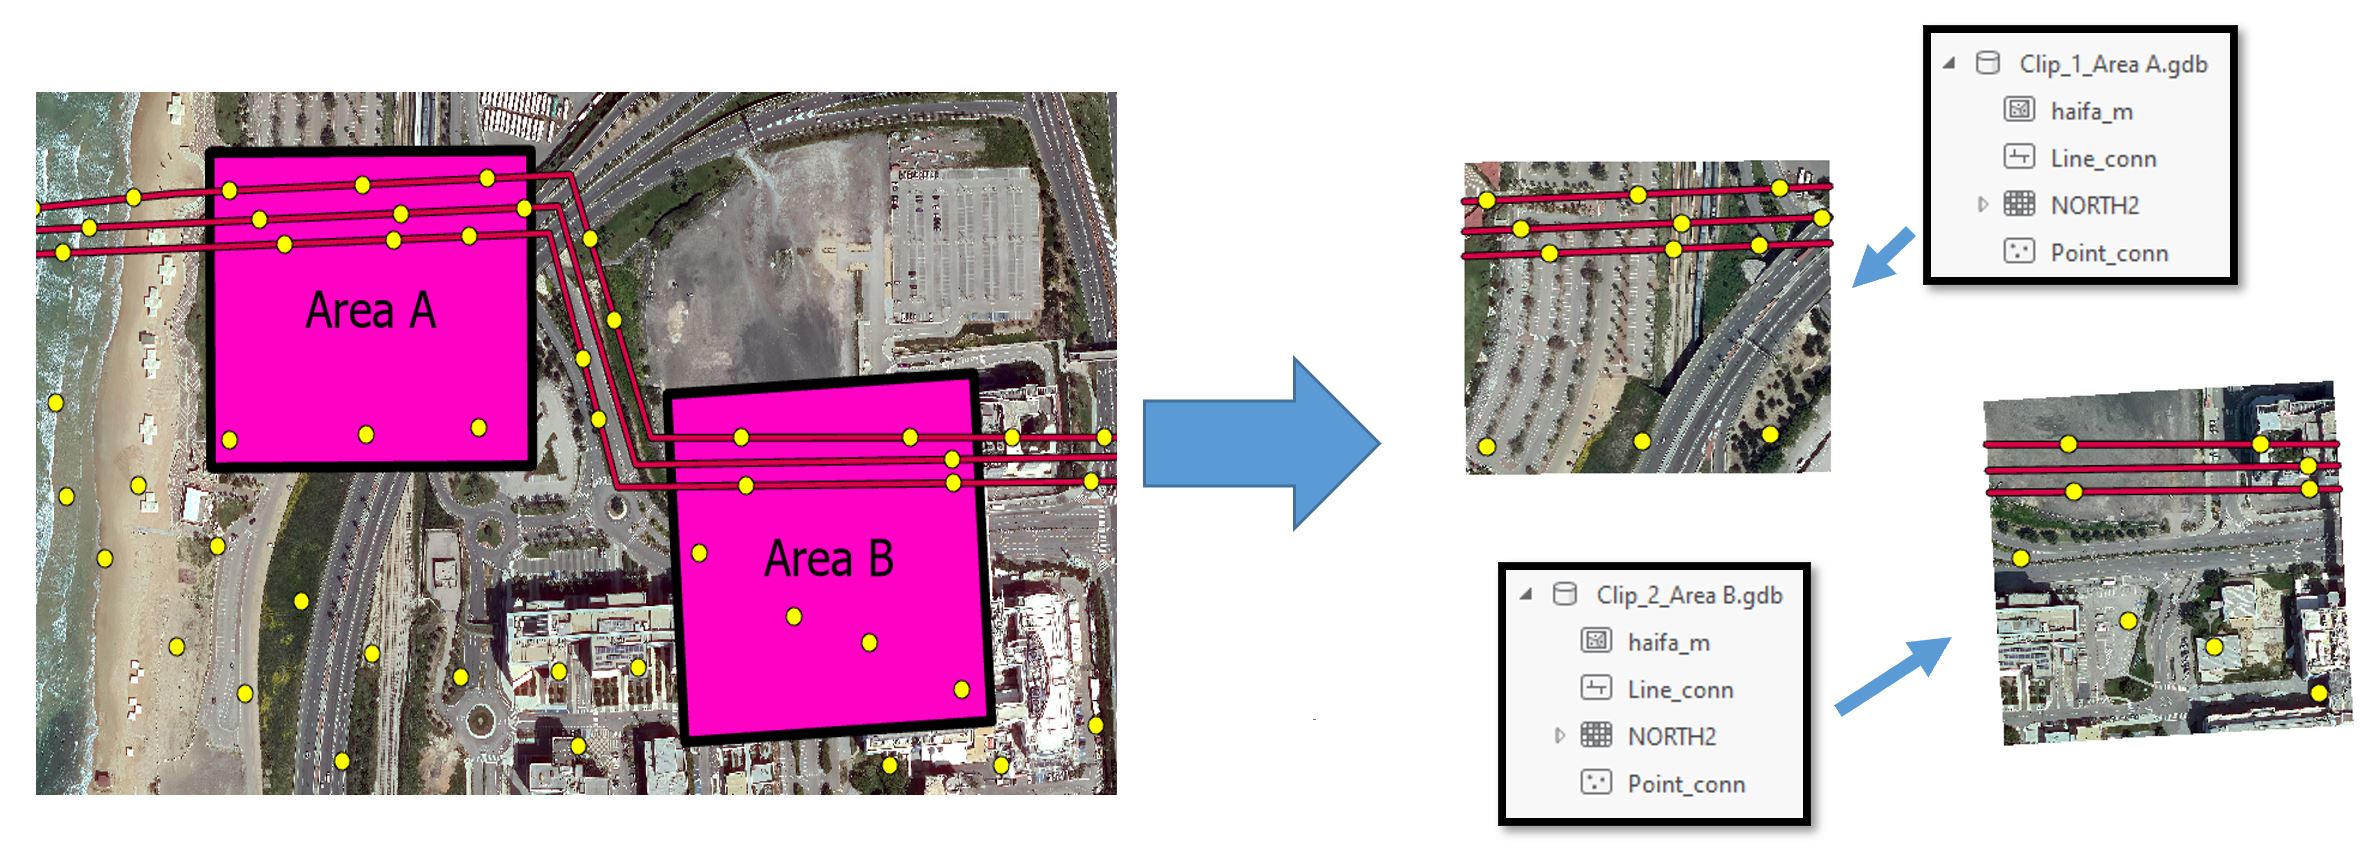 Area A
Area B
Clip_1_Area A.gdb
haifa_m
Line_conn
NORTH2
Point_conn
Clip_2_Area B.gdb
haifa_m
Line_conn
NORTH2
Point_conn